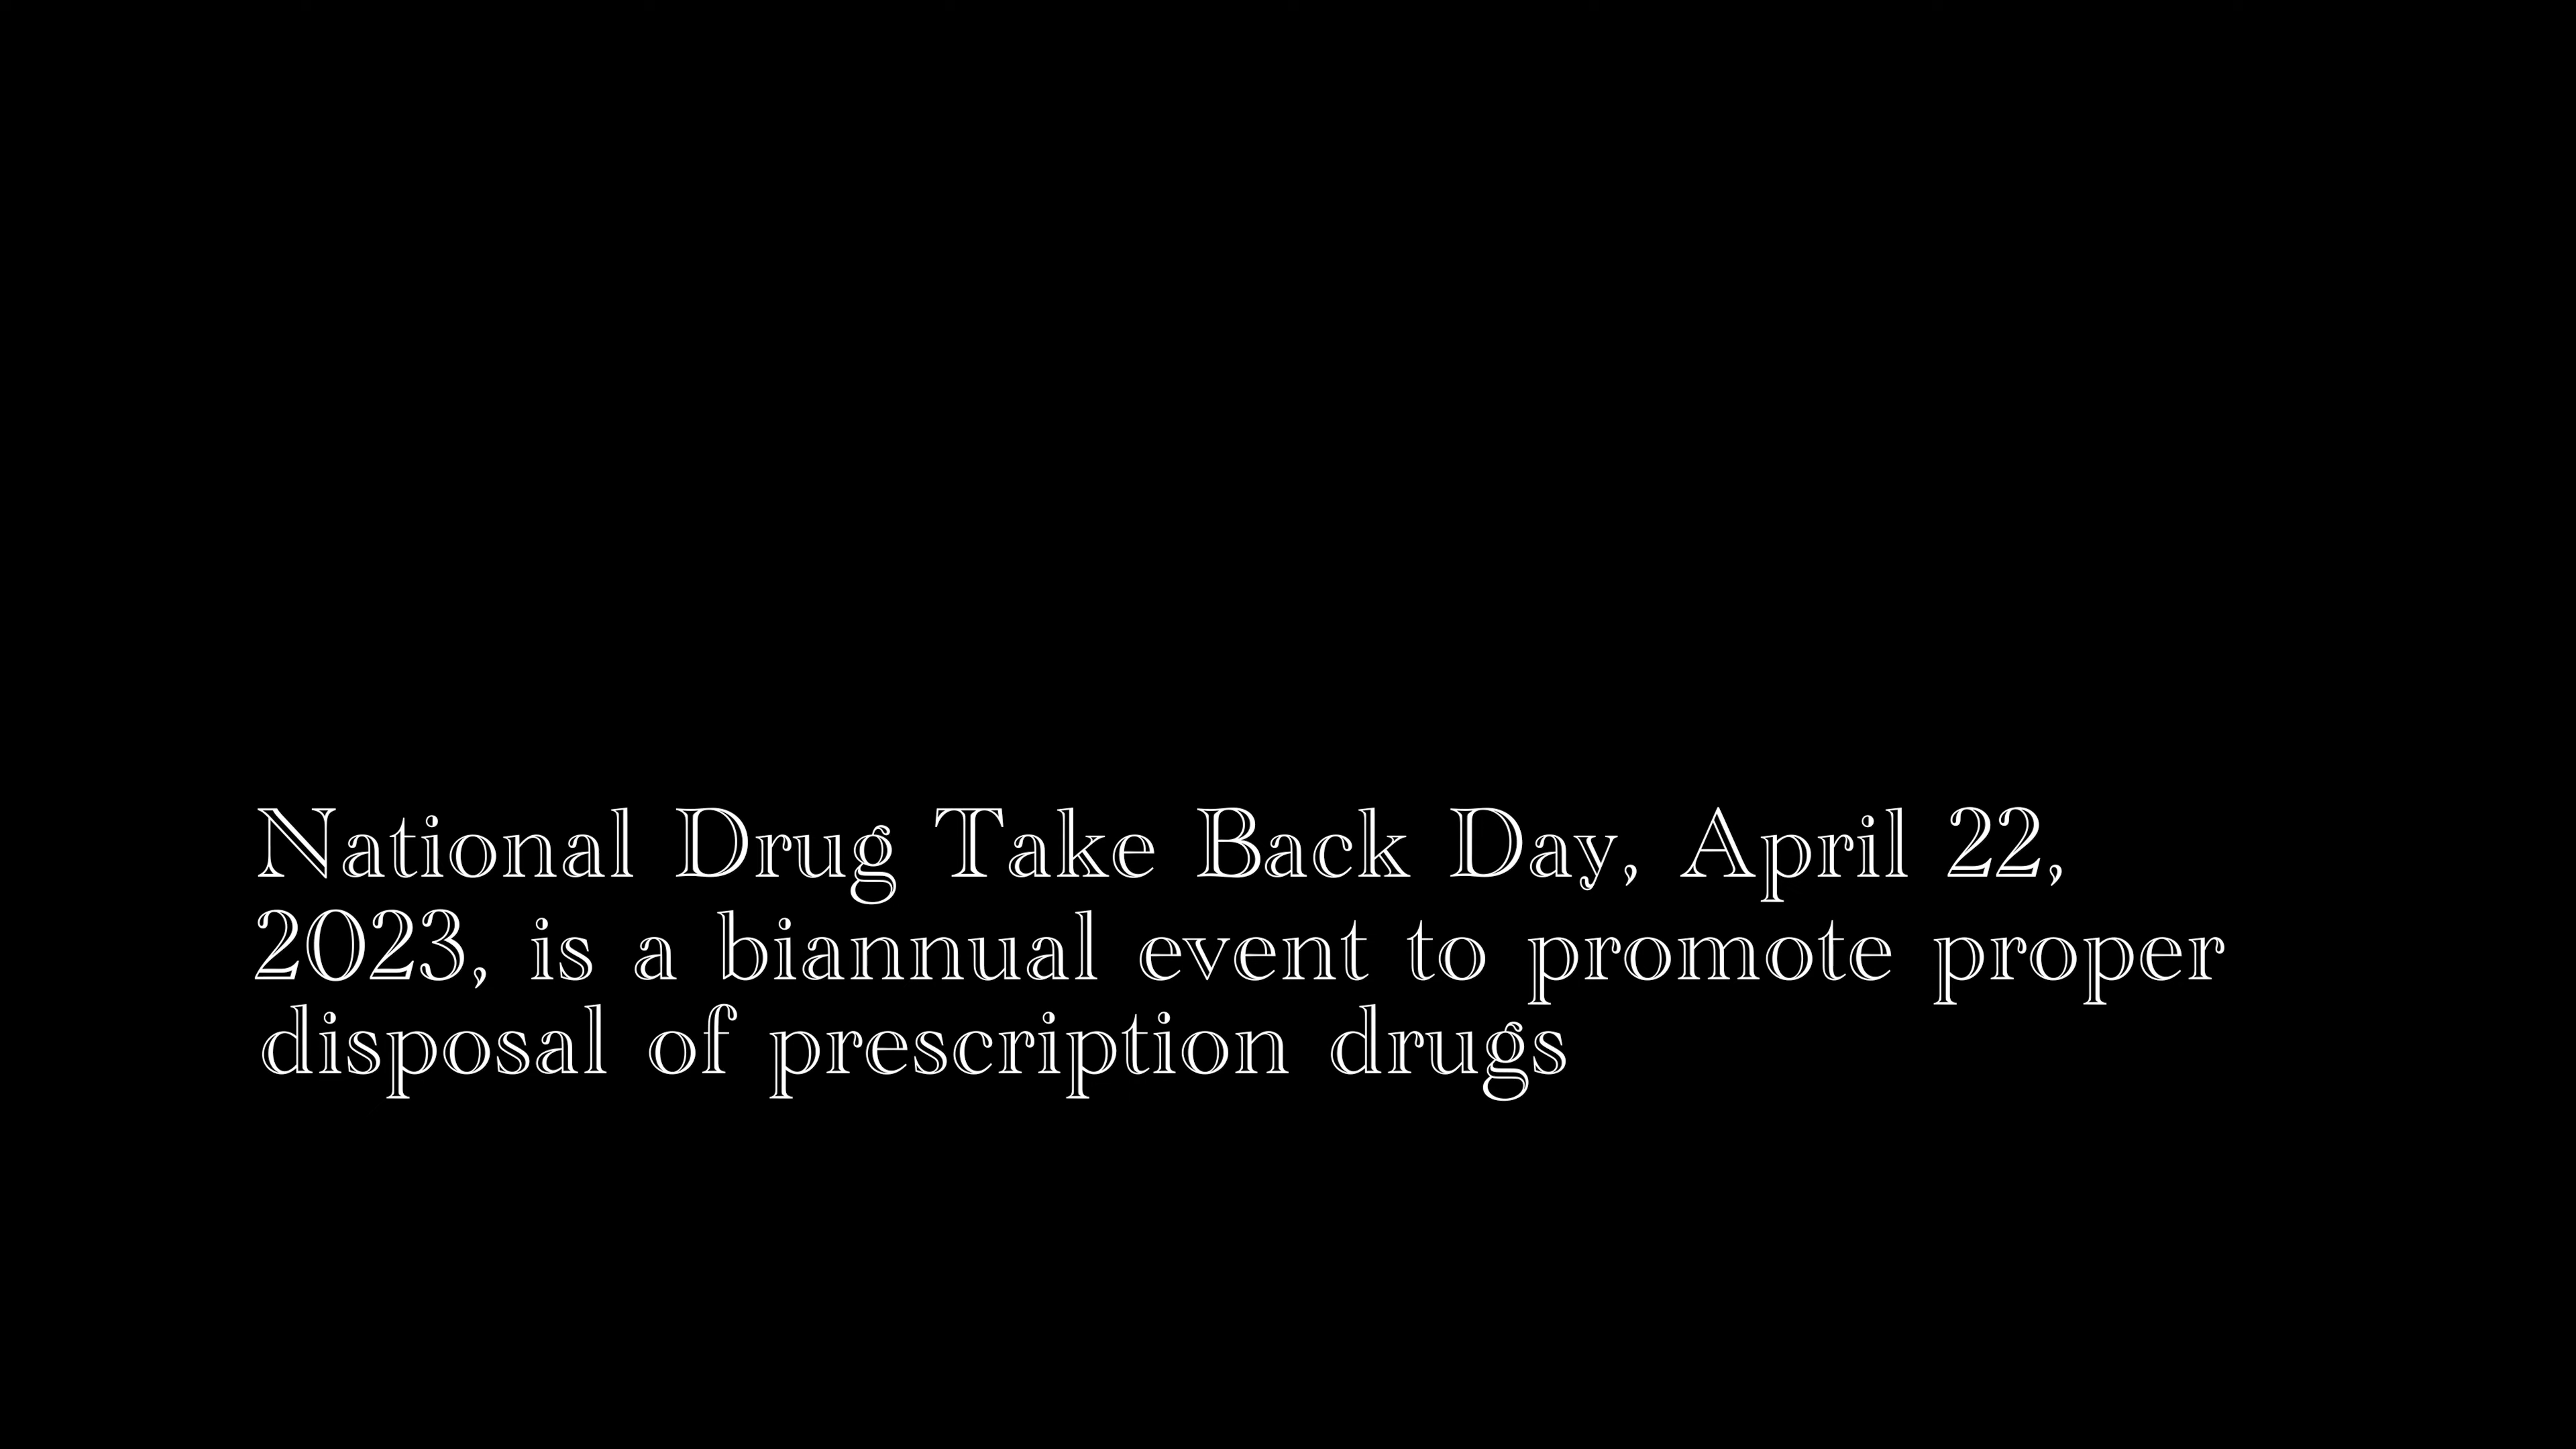 National Drug Take Back Day, April 22,
2023, is a biannual event to promote proper
disposal of prescription drugs